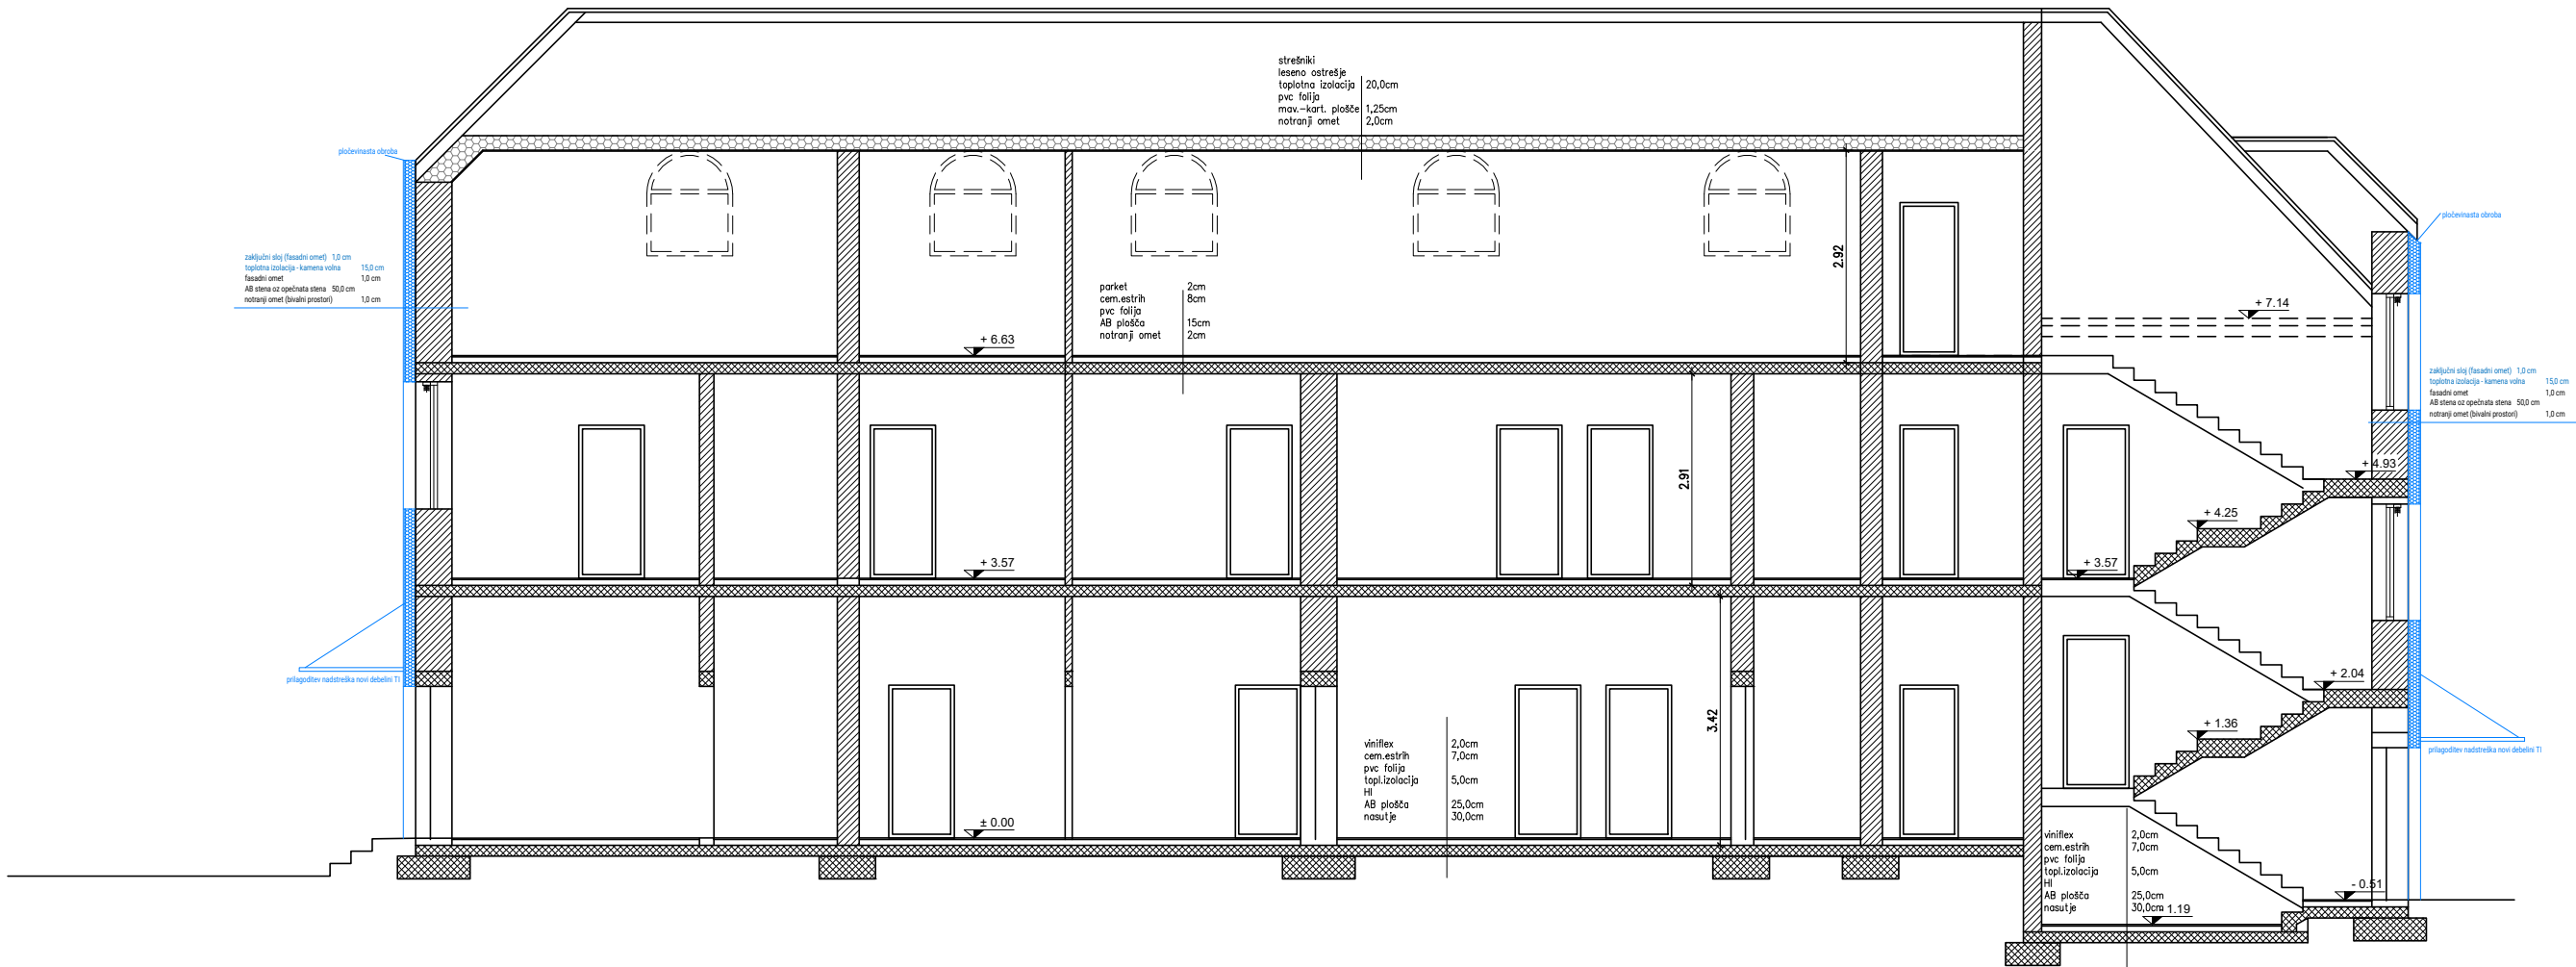 strešniki
leseno ostrešje
toplotna izolacija 20,0cm
pvc folija
mav.-kart. plošče 1,25cm
notranji omet 2,0cm
pločevinasta obroba
pločevinasta obroba
zaključni sloj (fasadni omet) 1,0 cm
toplotna izolacija - kamena volna 15,0 cm
fasadni omet 1,0 cm
AB stena oz opečnata stena 50,0 cm
notranji omet (bivalni prostori) 1,0 cm
2.92
parket 2cm
cem.estrih 8cm
pvc folija
AB plošča 15cm
notranji omet 2cm
+ 7.14
+ 6.63
zaključni sloj (fasadni omet) 1,0 cm
toplotna izolacija - kamena volna 15,0 cm
fasadni omet 1,0 cm
AB stena oz opečnata stena 50,0 cm
notranji omet (bivalni prostori) 1,0 cm
2.91
+ 4.93
+ 4.25
+ 3.57
+ 3.57
prilagoditev nadstreška novi debelini TI
+ 2.04
3.42
+ 1.36
viniflex 2,0cm
cem.estrih 7,0cm
pvc folija
topl.izolacija 5,0cm
HI
AB plošča 25,0cm
nasutje 30,0cm
prilagoditev nadstreška novi debelini TI
± 0.00
viniflex 2,0cm
cem.estrih 7,0cm
pvc folija
topl.izolacija 5,0cm
HI
AB plošča 25,0cm
nasutje 30,0cm
- 0.51
- 1.19